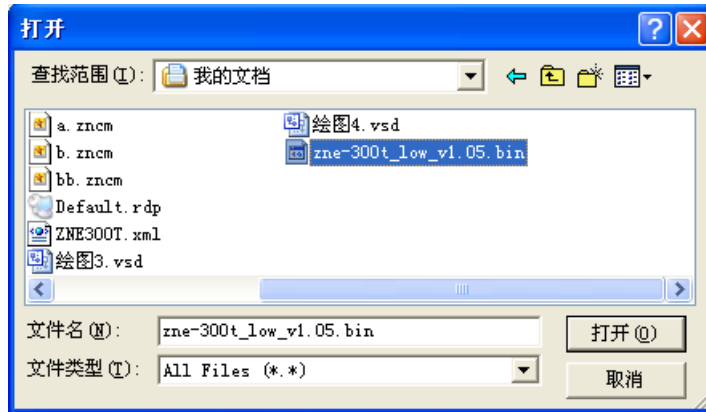 打开
查找范围(I): 我的文档
a.zncm
b.zncm
bb.zncm
Default.rdp
ZNE300T.xml
绘图3.vsd
绘图4.vsd
zne-300t_low_v1.05.bin
文件名(N): zne-300t_low_v1.05.bin
打开(O)
文件类型(T): All Files (*.*)
取消